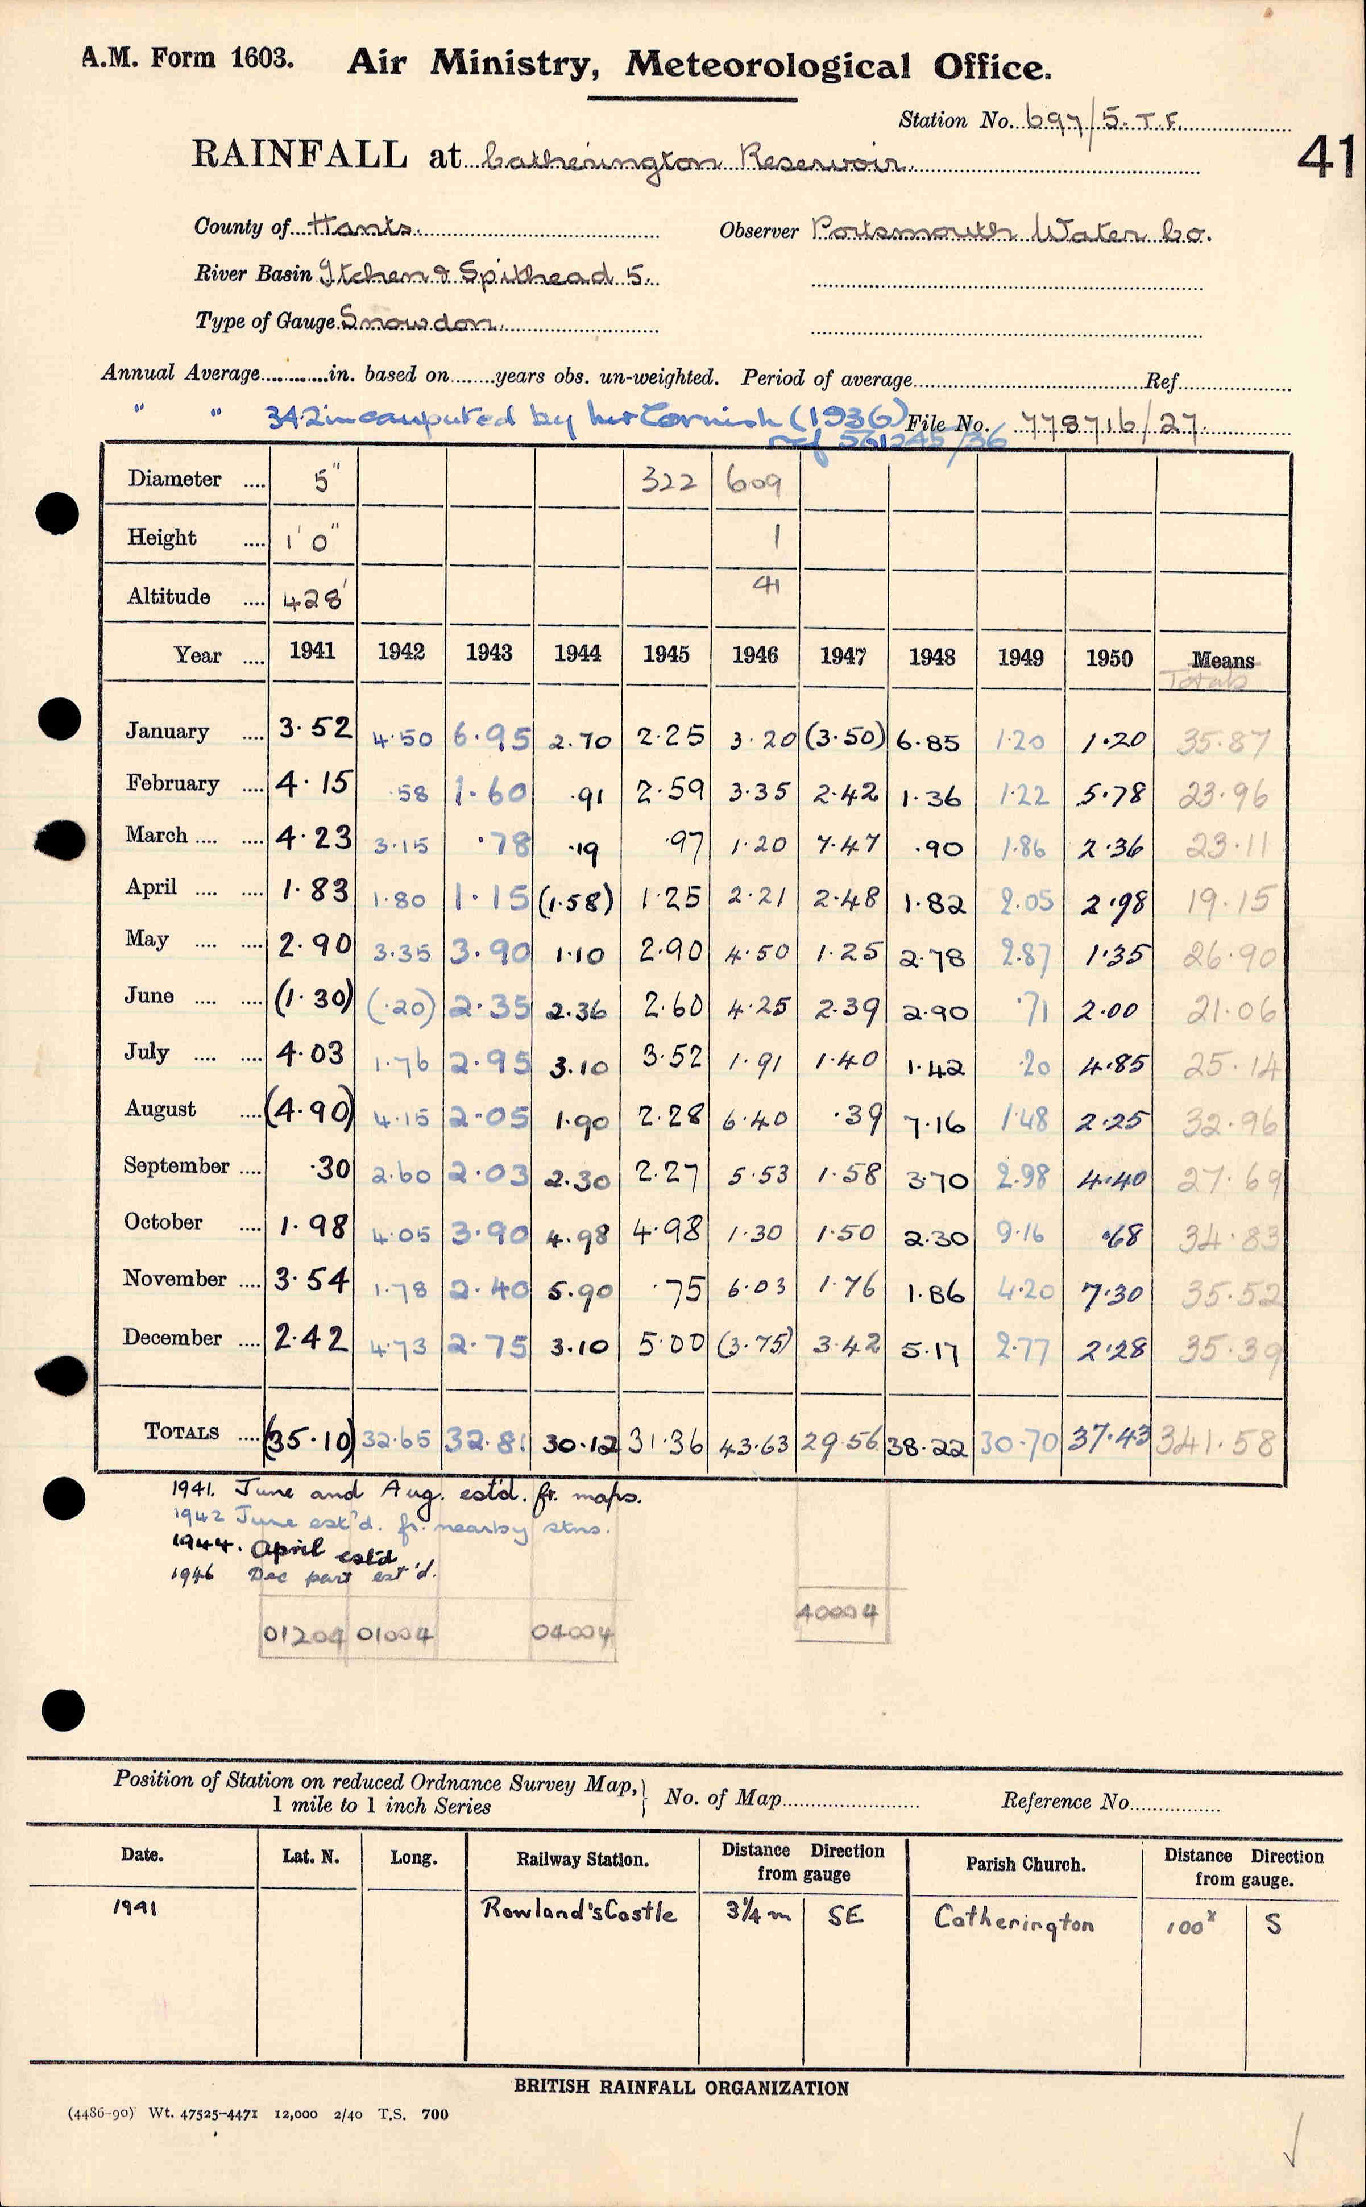 A.M. Form 1603. Air Ministry, Meteorological Office.
Station No. 697/5.T.F.
RAINFALL at Catherington Reservoir. 41
County of Hants. Observer Portsmouth Water Co.
River Basin Itchen & Spithead 5.
Type of Gauge Snowdon.
Annual Average............in. based on........years obs. un-weighted. Period of average........Ref........
" " 34.2 in computed by Mr Cornish (1936) File No. 778716/27.
ref 561245/36
Diameter .... 5" 322 609
Height .... 1' 0" 1
Altitude .... 428' 41
Year .... 1941 1942 1943 1944 1945 1946 1947 1948 1949 1950 Means
Totals
January .... 3.52 4.50 6.95 2.70 2.25 3.20 (3.50) 6.85 1.20 1.20 35.87
February .... 4.15 .58 1.60 .91 2.59 3.35 2.42 1.36 1.22 5.78 23.96
March .... .... 4.23 3.15 .78 .19 .97 1.20 7.47 .90 1.86 2.36 23.11
April .... .... 1.83 1.80 1.15 (1.58) 1.25 2.21 2.48 1.82 2.05 2.98 19.15
May .... .... 2.90 3.35 3.90 1.10 2.90 4.50 1.25 2.78 2.87 1.35 26.90
June .... .... (1.30) (.20) 2.35 2.36 2.60 4.25 2.39 2.90 .71 2.00 21.06
July .... .... 4.03 1.76 2.95 3.10 3.52 1.91 1.40 1.42 .20 4.85 25.14
August .... (4.90) 4.15 2.05 1.90 2.28 6.40 .39 7.16 1.48 2.25 32.96
September .... .30 2.60 2.03 2.30 2.27 5.53 1.58 3.70 2.98 4.40 27.69
October .... 1.98 4.05 3.90 4.98 4.98 1.30 1.50 2.30 9.16 .68 34.83
November .... 3.54 1.78 2.40 5.90 .75 6.03 1.76 1.86 4.20 7.30 35.52
December .... 2.42 4.73 2.75 3.10 5.00 (3.75) 3.42 5.17 2.77 2.28 35.39
TOTALS .... (35.10) 32.65 32.81 30.12 31.36 43.63 29.56 38.22 30.70 37.43 341.58
1941. June and Aug. est'd. fr. maps.
1942 June est'd. fr. nearby stns.
1944. April est'd
1946 Dec part est'd.
01204 01004 04004 40004
Position of Station on reduced Ordnance Survey Map, } No. of Map........ Reference No........
1 mile to 1 inch Series
Date. Lat. N. Long. Railway Station. Distance Direction from gauge Parish Church. Distance Direction from gauge.
1941 Rowland's Castle 3¼ m SE Catherington 100ˣ S
BRITISH RAINFALL ORGANIZATION
(4486-90) Wt. 47525-4471 12,000 2/40 T.S. 700